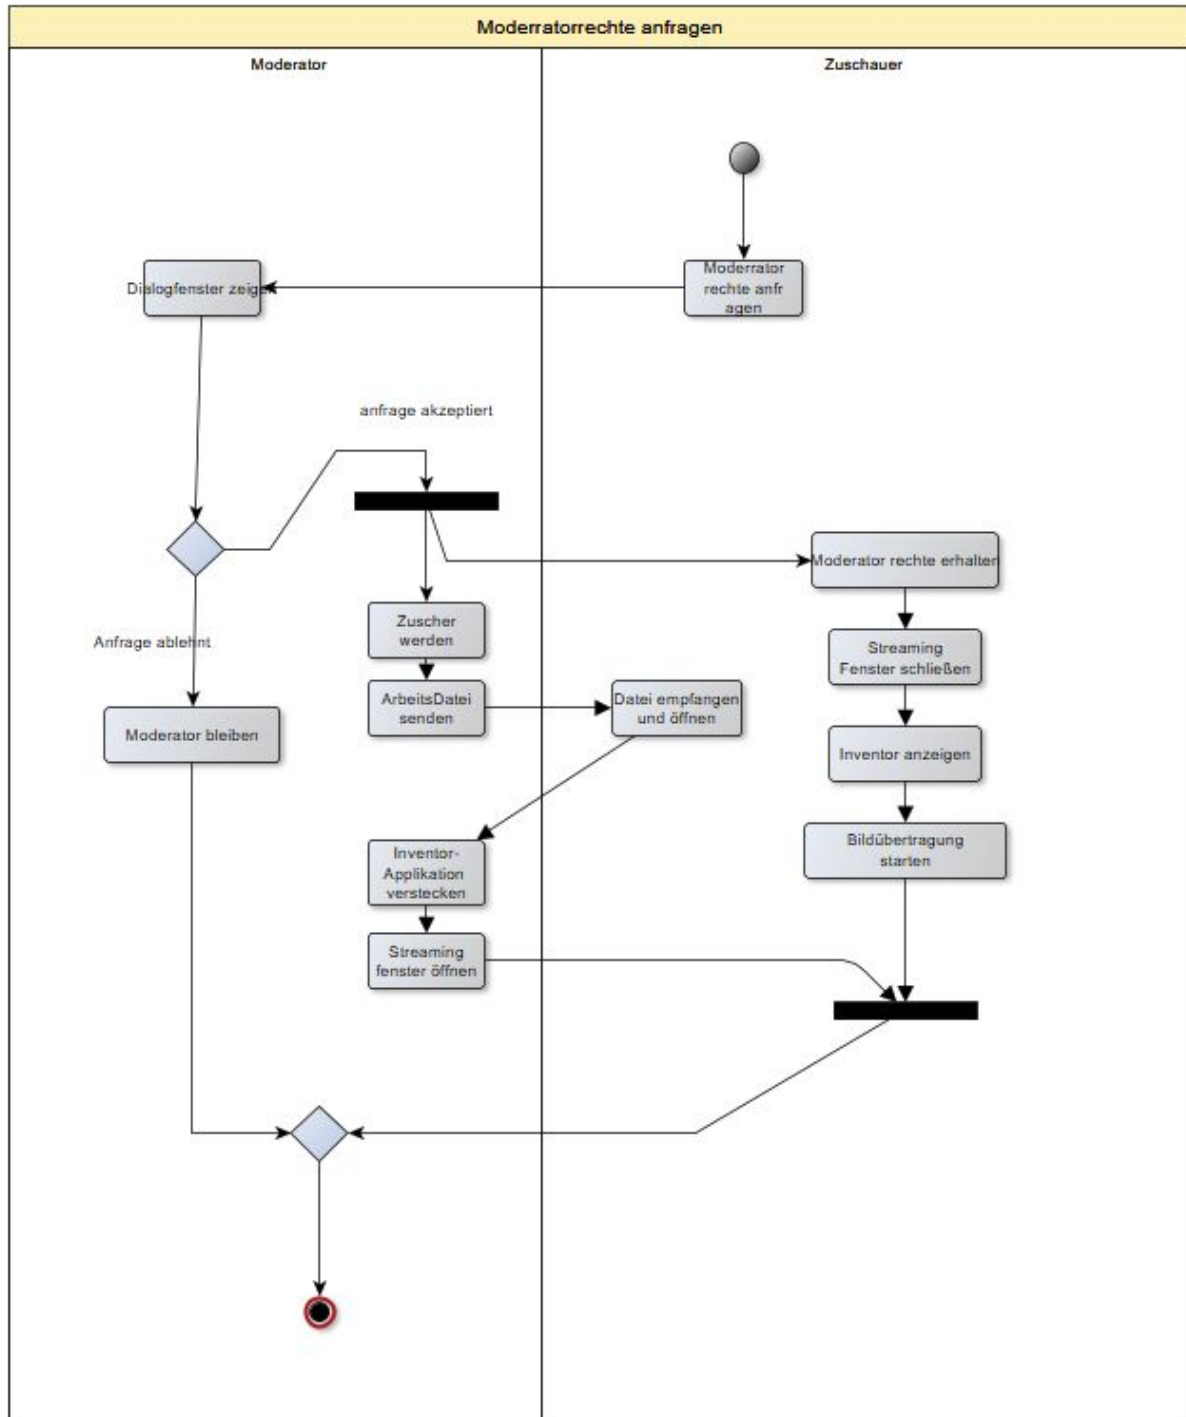 Moderratorrechte anfragen
Moderator
Zuschauer
Moderrator
rechte anfr
agen
Dialogfenster zeigen
anfrage akzeptiert
Moderator rechte erhalten
Anfrage ablehnt
Zuscher
werden
Streaming
Fenster schließen
ArbeitsDatei
senden
Datei empfangen
und öffnen
Moderator bleiben
Inventor anzeigen
Inventor-
Applikation
verstecken
Bildübertragung
starten
Streaming
fenster öffnen